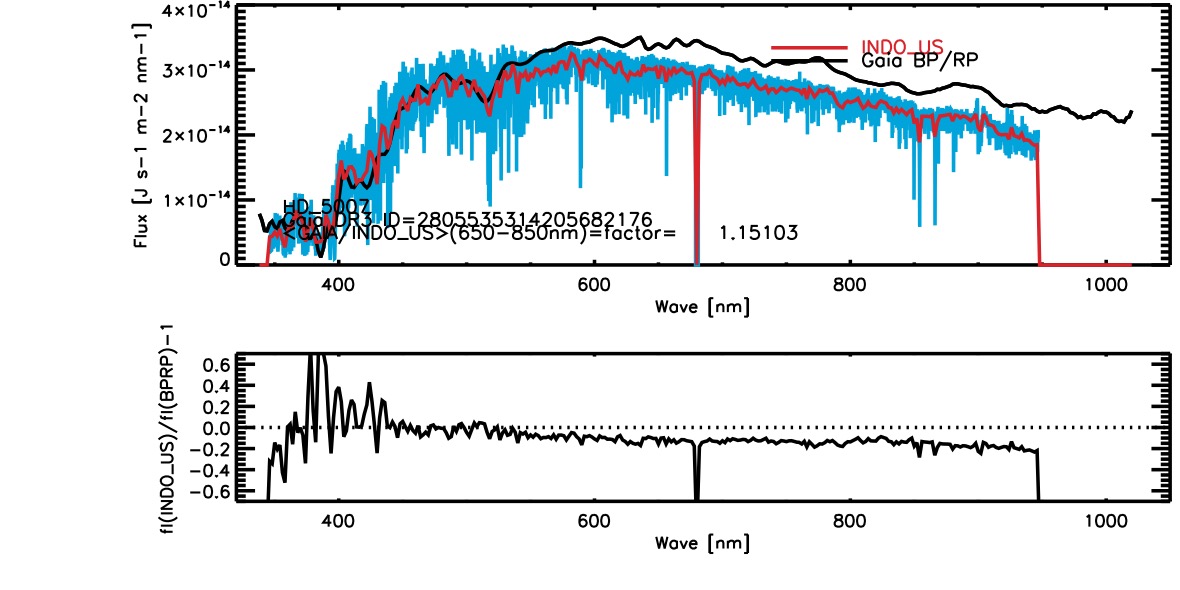 4×10⁻¹⁴
3×10⁻¹⁴
2×10⁻¹⁴
1×10⁻¹⁴
0
Flux [J s−1 m−2 nm−1]
INDO_US
Gaia BP/RP
HD_5007
Gaia DR3 ID=2805535314205682176
<GAIA/INDO_US>(650−850nm)=factor= 1.15103
400 600 800 1000
Wave [nm]
fl(INDO_US)/fl(BPRP)−1
0.6
0.4
0.2
0.0
−0.2
−0.4
−0.6
400 600 800 1000
Wave [nm]